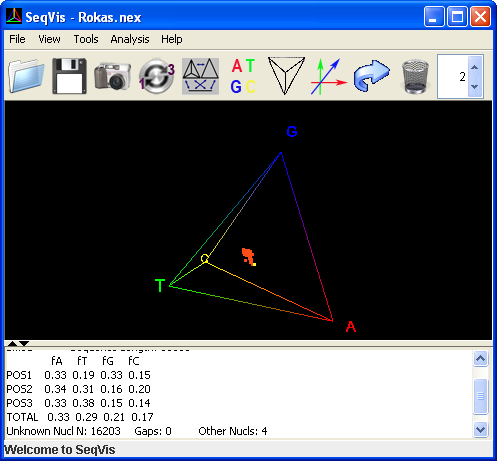 SeqVis - Rokas.nex
File View Tools Analysis Help
1 3 A T G C 2
G
C
T
A
fA fT fG fC
POS1 0.33 0.19 0.33 0.15
POS2 0.34 0.31 0.16 0.20
POS3 0.33 0.38 0.15 0.14
TOTAL 0.33 0.29 0.21 0.17
Unknown Nucl N: 16203 Gaps: 0 Other Nucls: 4
Welcome to SeqVis